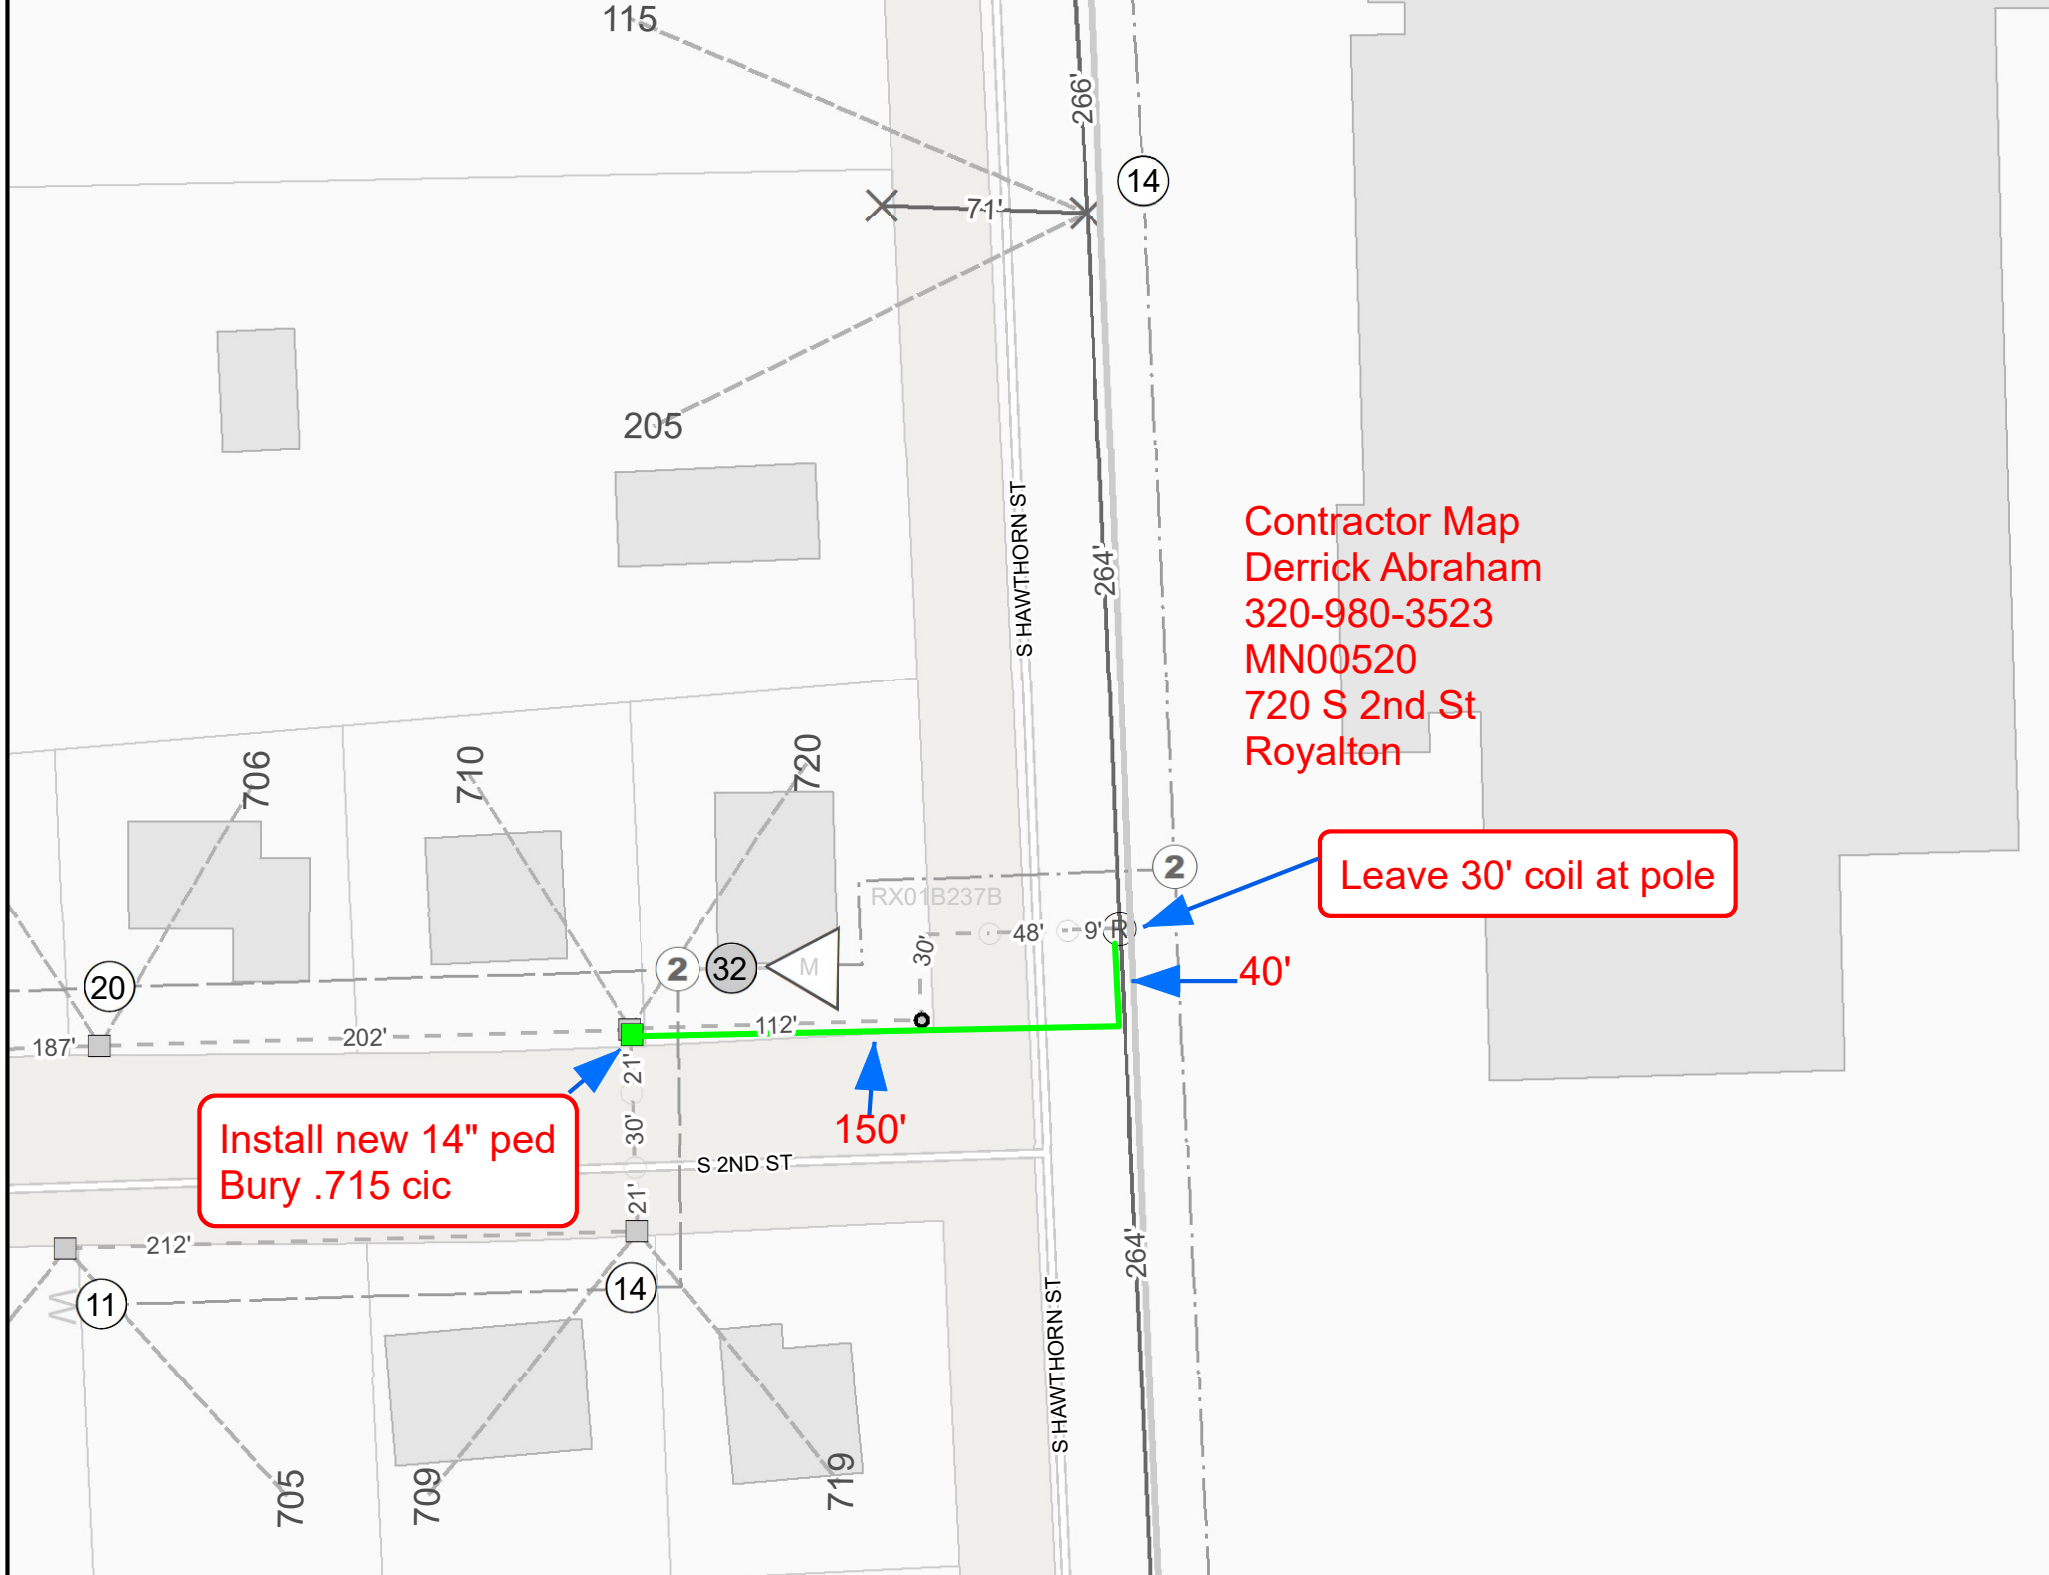 115
266'
14
71'
205
S HAWTHORN ST
264'
Contractor Map
Derrick Abraham
320-980-3523
MN00520
720 S 2nd St
Royalton
706
710
720
Leave 30' coil at pole
2
RX01B237B
30'
48'
9'
R
20
2
32
M
40'
187'
202'
112'
21'
150'
Install new 14" ped
Bury .715 cic
30'
S 2ND ST
21'
212'
264'
W
11
14
S HAWTHORN ST
705
709
719